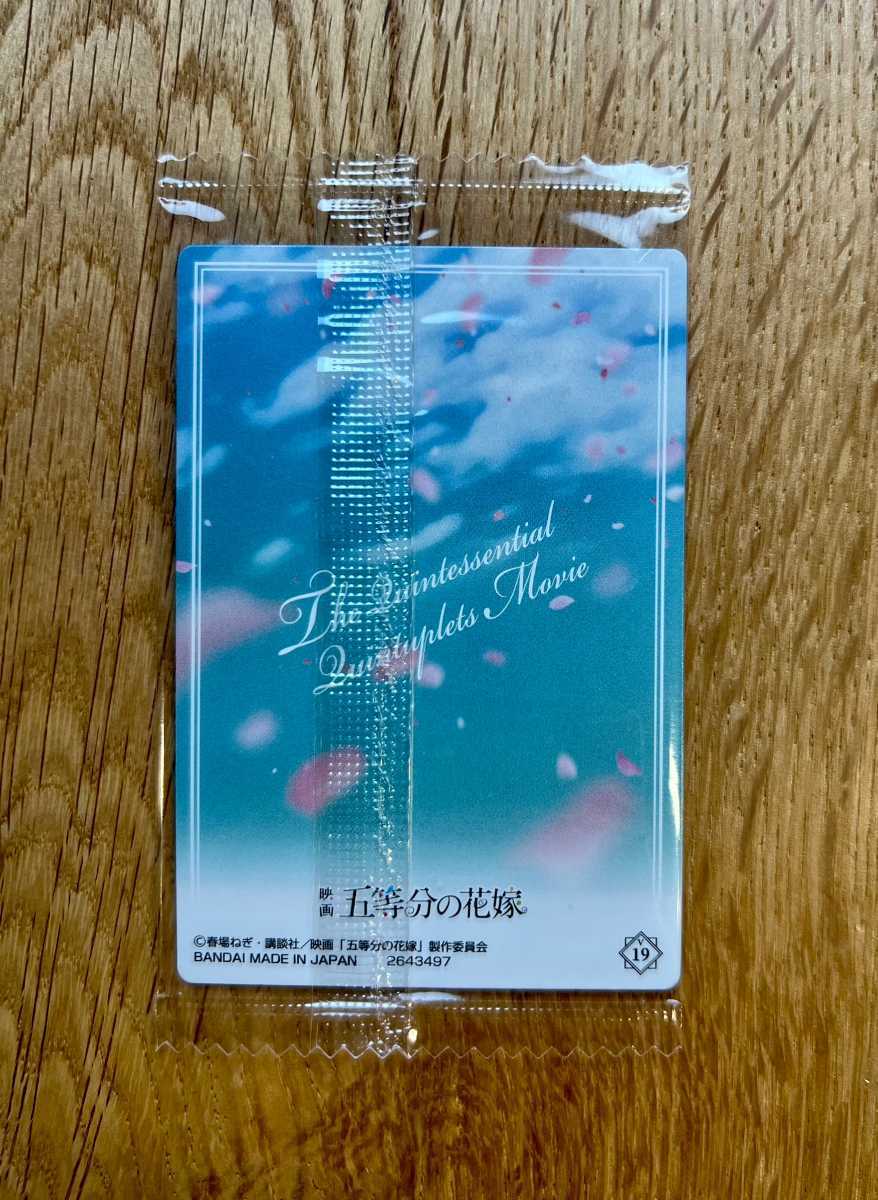 The Quintessential
Quintuplets Movie
映画 五等分の花嫁
©春場ねぎ・講談社/映画「五等分の花嫁」製作委員会
BANDAI MADE IN JAPAN 2643497
V
19